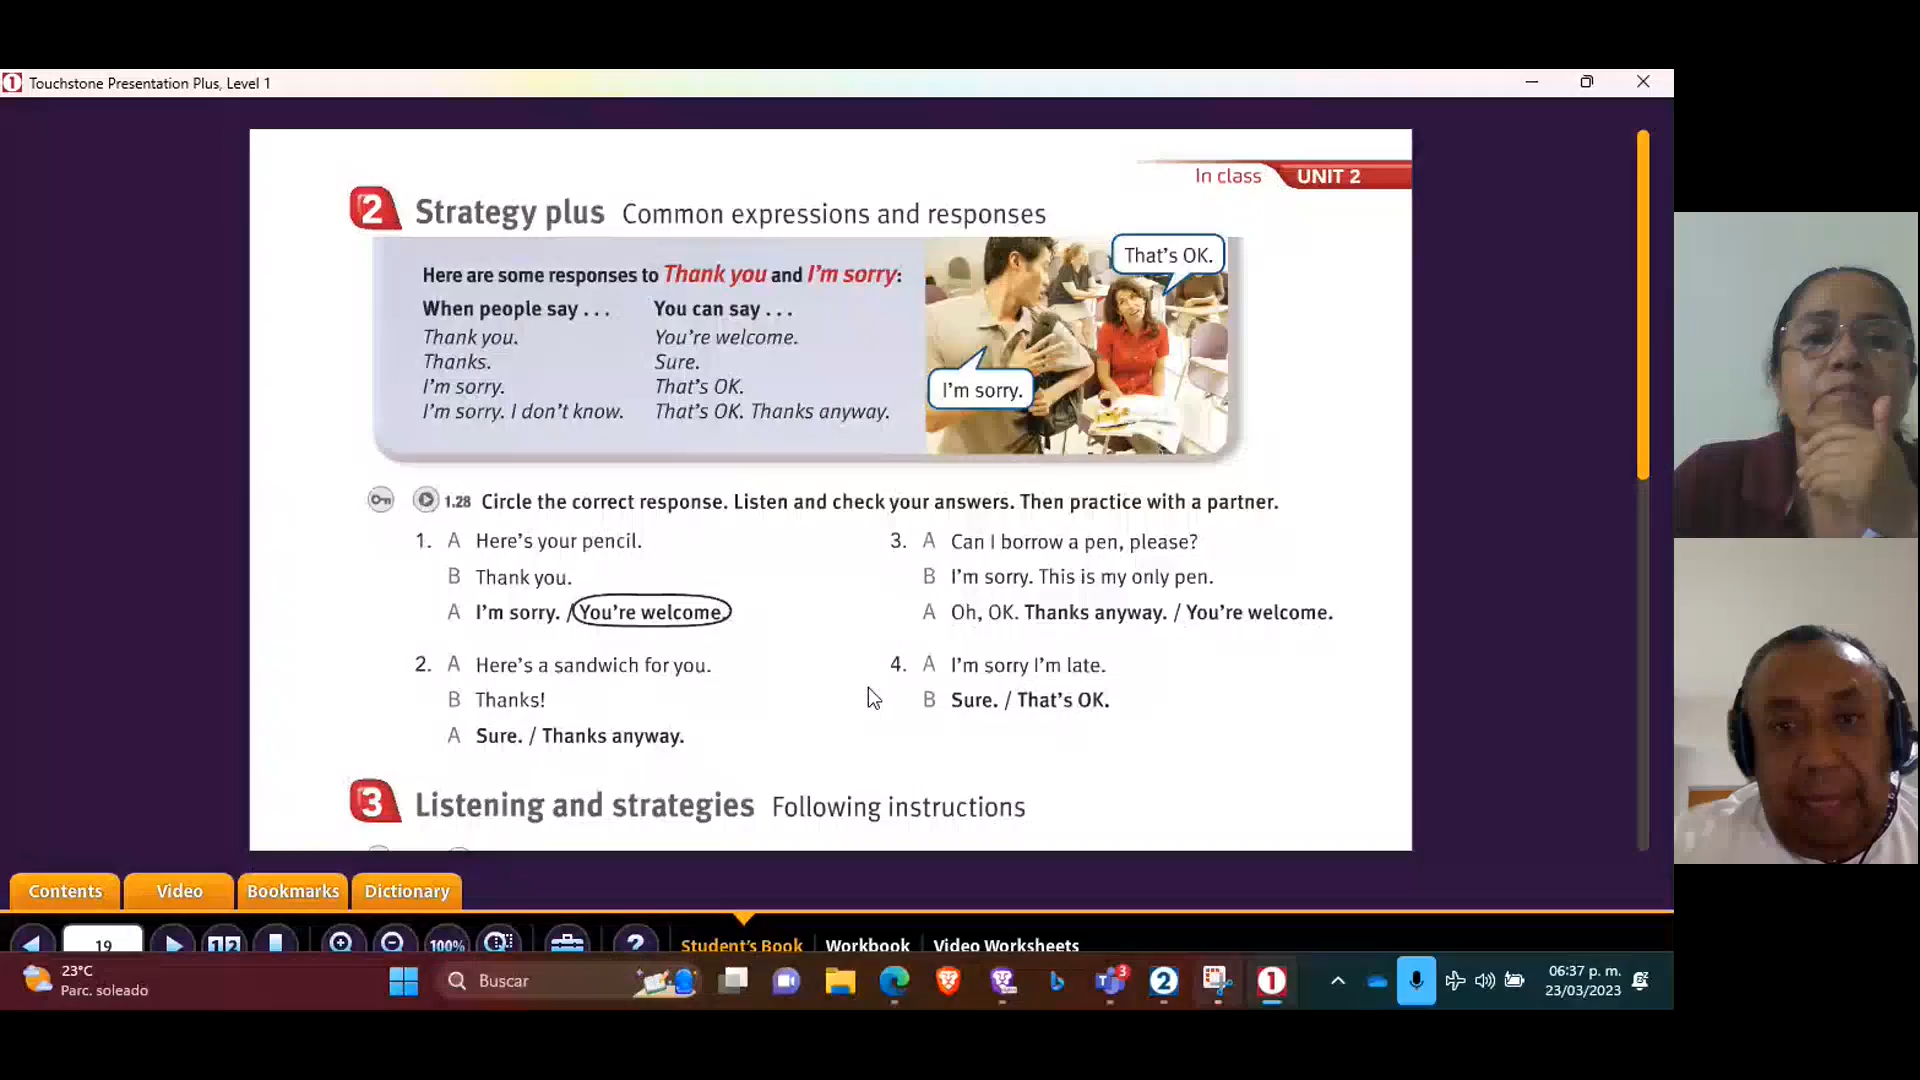 Touchstone Presentation Plus, Level 1
In class UNIT 2
2 Strategy plus Common expressions and responses
Here are some responses to Thank you and I'm sorry:
When people say . . . You can say . . .
Thank you. You're welcome.
Thanks. Sure.
I'm sorry. That's OK.
I'm sorry. I don't know. That's OK. Thanks anyway.
That's OK.
I'm sorry.
1.28 Circle the correct response. Listen and check your answers. Then practice with a partner.
1. A Here's your pencil.
B Thank you.
A I'm sorry. / You're welcome.
2. A Here's a sandwich for you.
B Thanks!
A Sure. / Thanks anyway.
3. A Can I borrow a pen, please?
B I'm sorry. This is my only pen.
A Oh, OK. Thanks anyway. / You're welcome.
4. A I'm sorry I'm late.
B Sure. / That's OK.
3 Listening and strategies Following instructions
Contents Video Bookmarks Dictionary
19 12 100% ? Student's Book Workbook Video Worksheets
23°C
Parc. soleado
Buscar
3
2
1
06:37 p. m.
23/03/2023